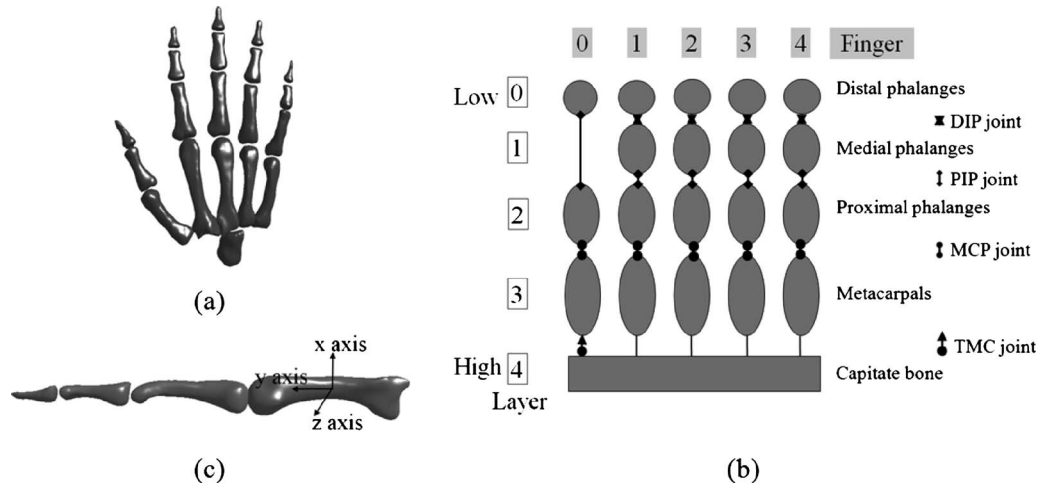 0 1 2 3 4 Finger
Low 0 Distal phalanges
DIP joint
1 Medial phalanges
PIP joint
2 Proximal phalanges
MCP joint
3 Metacarpals
TMC joint
High 4 Capitate bone
Layer
(a)
x axis
y axis
z axis
(c)
(b)